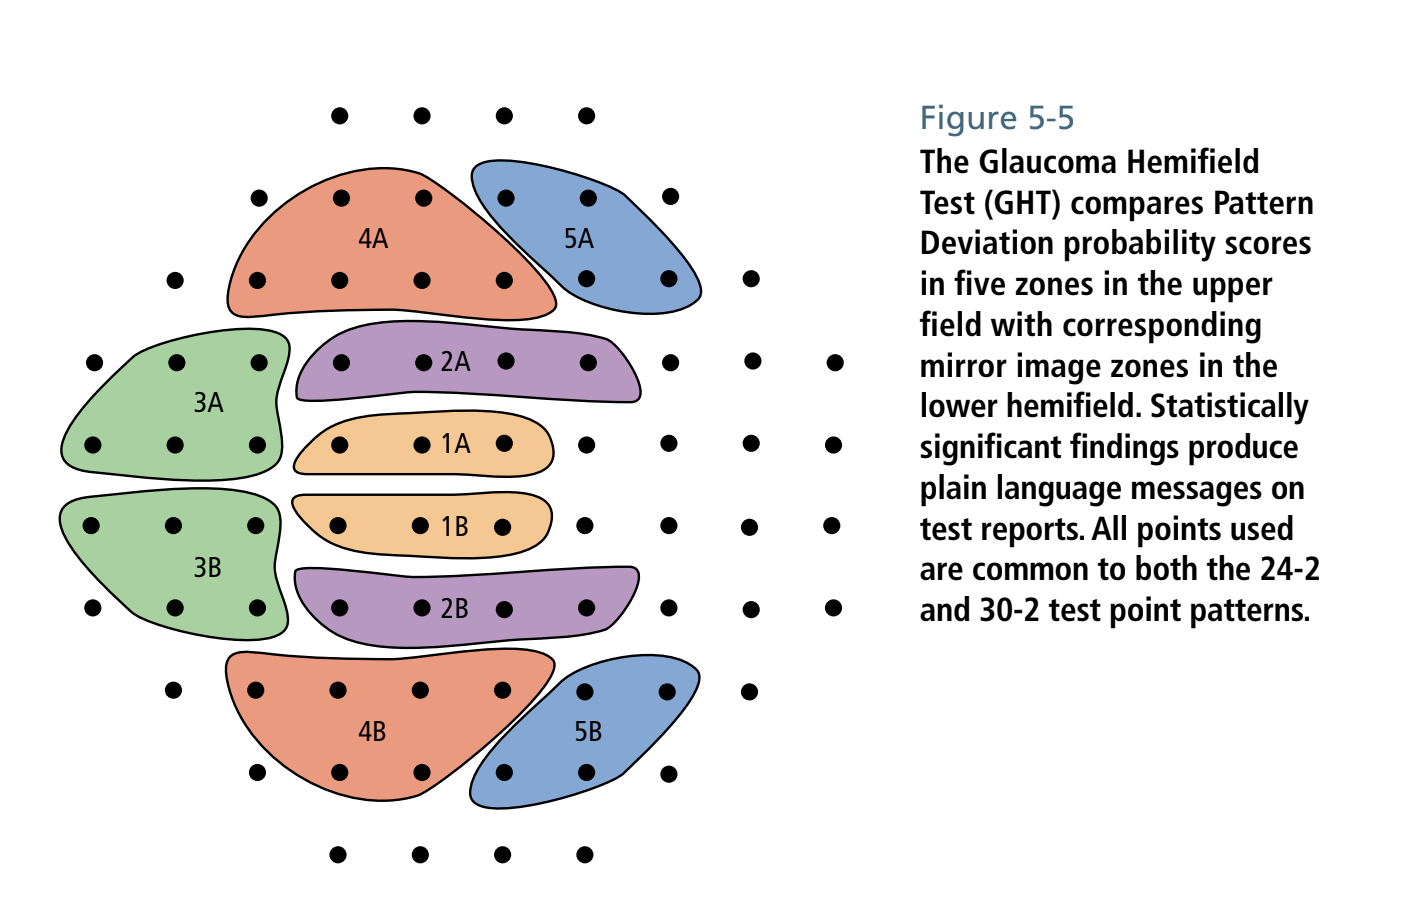 Figure 5-5
The Glaucoma Hemifield
Test (GHT) compares Pattern
Deviation probability scores
in five zones in the upper
field with corresponding
mirror image zones in the
lower hemifield. Statistically
significant findings produce
plain language messages on
test reports. All points used
are common to both the 24-2
and 30-2 test point patterns.
4A
5A
2A
3A
1A
1B
3B
2B
4B
5B